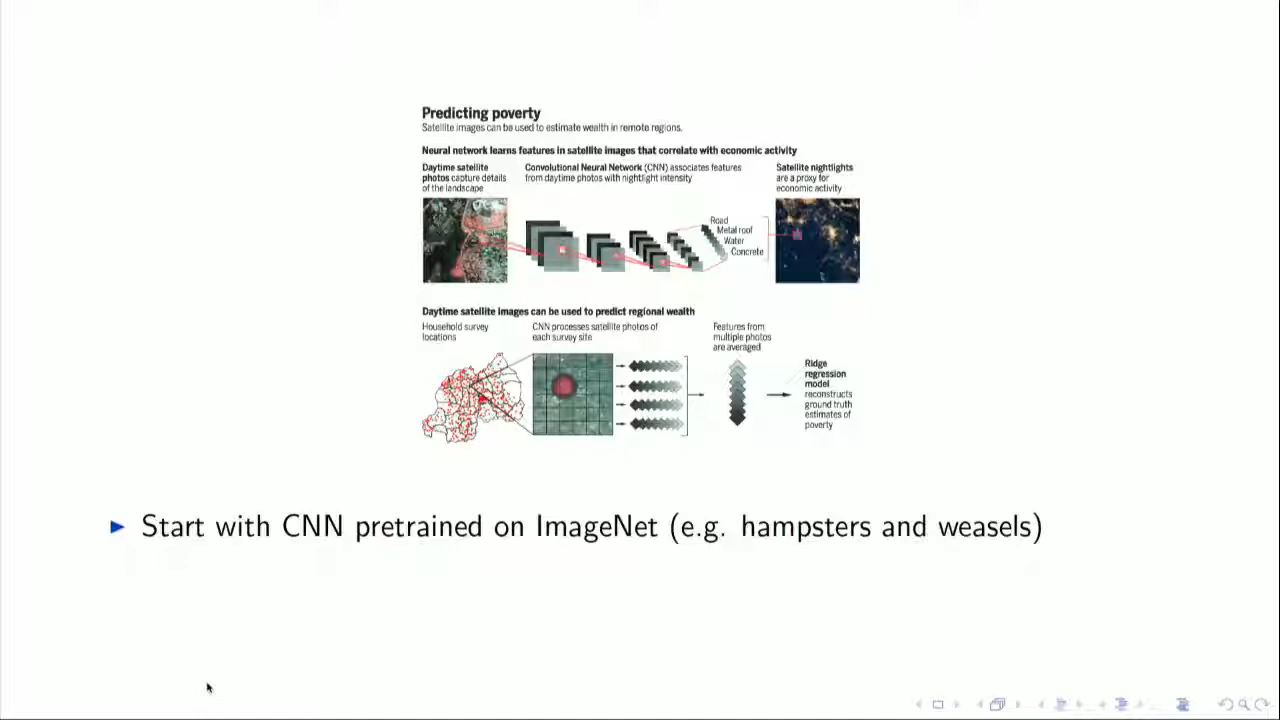 Predicting poverty
Satellite images can be used to estimate wealth in remote regions.
Neural network learns features in satellite images that correlate with economic activity
Daytime satellite
photos capture details
of the landscape
Convolutional Neural Network (CNN) associates features
from daytime photos with nightlight intensity
Satellite nightlights
are a proxy for
economic activity
Road
Metal roof
Water
Concrete
Daytime satellite images can be used to predict regional wealth
Household survey
locations
CNN processes satellite photos of
each survey site
Features from
multiple photos
are averaged
Ridge
regression
model
reconstructs
ground truth
estimates of
poverty
Start with CNN pretrained on ImageNet (e.g. hampsters and weasels)